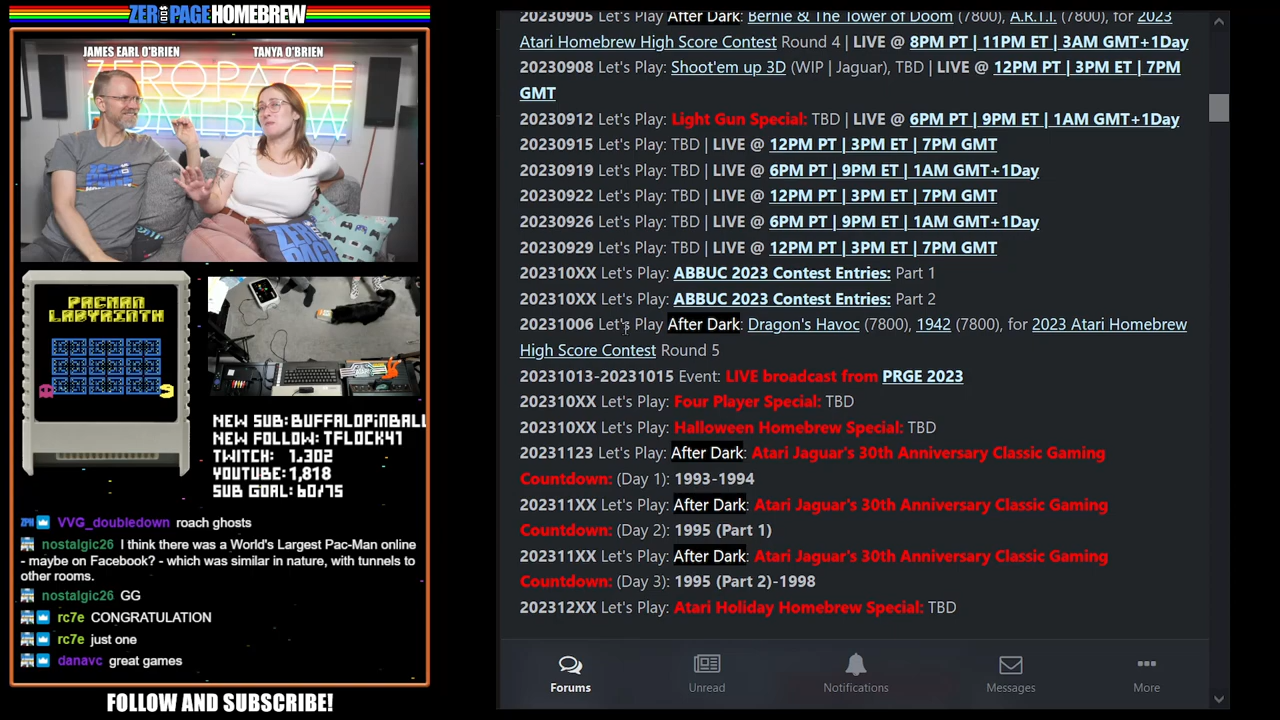 ZER PAGE HOMEBREW
JAMES EARL O'BRIEN
TANYA O'BRIEN
ZEROPAGE
HOMEBREW
PACMAN
LABYRINTH
NEW SUB: BUFFALOPINBALL
NEW FOLLOW: TFLOCK41
TWITCH: 1,302
YOUTUBE: 1,818
SUB GOAL: 60/75
VVG_doubledown roach ghosts
nostalgic26 I think there was a World's Largest Pac-Man online
- maybe on Facebook? - which was similar in nature, with tunnels to
other rooms.
nostalgic26 GG
rc7e CONGRATULATION
rc7e just one
danavc great games
FOLLOW AND SUBSCRIBE!
20230905 Let's Play After Dark: Bernie & The Tower of Doom (7800), A.R.T.I. (7800), for 2023
Atari Homebrew High Score Contest Round 4 | LIVE @ 8PM PT | 11PM ET | 3AM GMT+1Day
20230908 Let's Play: Shoot'em up 3D (WIP | Jaguar), TBD | LIVE @ 12PM PT | 3PM ET | 7PM
GMT
20230912 Let's Play: Light Gun Special: TBD | LIVE @ 6PM PT | 9PM ET | 1AM GMT+1Day
20230915 Let's Play: TBD | LIVE @ 12PM PT | 3PM ET | 7PM GMT
20230919 Let's Play: TBD | LIVE @ 6PM PT | 9PM ET | 1AM GMT+1Day
20230922 Let's Play: TBD | LIVE @ 12PM PT | 3PM ET | 7PM GMT
20230926 Let's Play: TBD | LIVE @ 6PM PT | 9PM ET | 1AM GMT+1Day
20230929 Let's Play: TBD | LIVE @ 12PM PT | 3PM ET | 7PM GMT
202310XX Let's Play: ABBUC 2023 Contest Entries: Part 1
202310XX Let's Play: ABBUC 2023 Contest Entries: Part 2
20231006 Let's Play After Dark: Dragon's Havoc (7800), 1942 (7800), for 2023 Atari Homebrew
High Score Contest Round 5
20231013-20231015 Event: LIVE broadcast from PRGE 2023
202310XX Let's Play: Four Player Special: TBD
202310XX Let's Play: Halloween Homebrew Special: TBD
20231123 Let's Play: After Dark: Atari Jaguar's 30th Anniversary Classic Gaming
Countdown: (Day 1): 1993-1994
202311XX Let's Play: After Dark: Atari Jaguar's 30th Anniversary Classic Gaming
Countdown: (Day 2): 1995 (Part 1)
202311XX Let's Play: After Dark: Atari Jaguar's 30th Anniversary Classic Gaming
Countdown: (Day 3): 1995 (Part 2)-1998
202312XX Let's Play: Atari Holiday Homebrew Special: TBD
Forums
Unread
Notifications
Messages
More